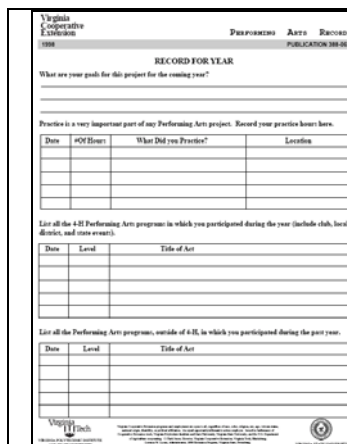 Virginia
Cooperative
Extension
PERFORMING ARTS RECORD
1998
PUBLICATION 388-06
RECORD FOR YEAR
What are your goals for this project for the coming year?
Practice is a very important part of any Performing Arts project. Record your practice hours here.
Date #Of Hours What Did you Practice? Location
List all the 4-H Performing Arts programs in which you participated during the year (include club, local
district, and state events).
Date Level Title of Act
List all the Performing Arts programs, outside of 4-H, in which you participated during the past year.
Date Level Title of Act
Virginia
Tech